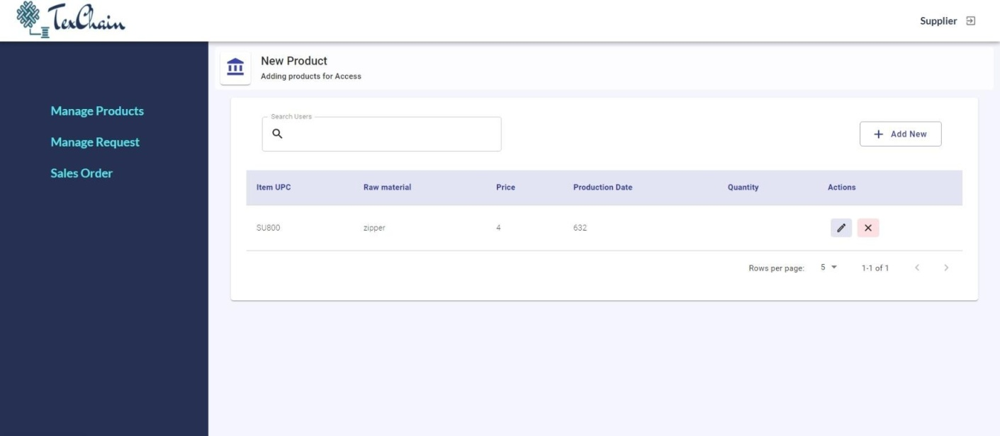 TexChain
Supplier
New Product
Adding products for Access
Manage Products
Manage Request
Sales Order
Search Users
Add New
Item UPC Raw material Price Production Date Quantity Actions
SU800 zipper 4 632
Rows per page: 5 1-1 of 1